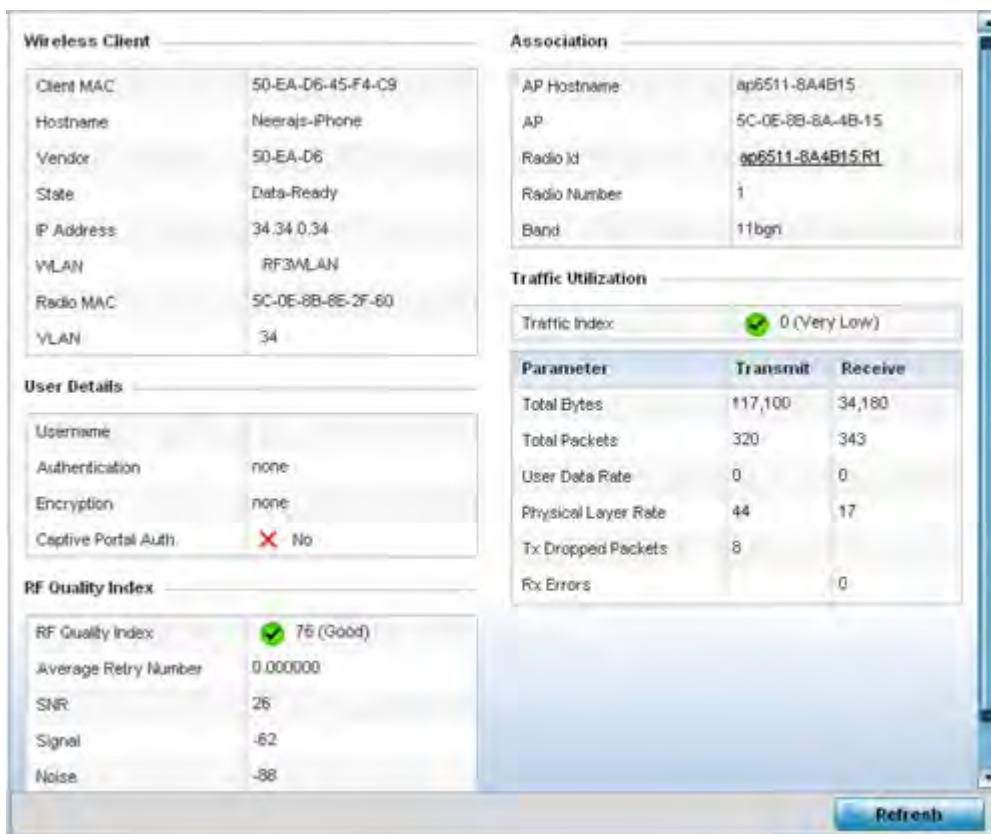 Wireless Client
Client MAC 50-EA-D6-45-F4-C9
Hostname Neerajs-iPhone
Vendor 50-EA-D6
State Data-Ready
IP Address 34.34.0.34
WLAN RF3WLAN
Radio MAC 5C-0E-8B-8E-2F-60
VLAN 34
User Details
Username
Authentication none
Encryption none
Captive Portal Auth. No
RF Quality Index
RF Quality Index 76 (Good)
Average Retry Number 0.000000
SNR 26
Signal -62
Noise -88
Association
AP Hostname ap6511-8A4B15
AP 5C-0E-8B-8A-4B-15
Radio Id ap6511-8A4B15:R1
Radio Number 1
Band 11bgn
Traffic Utilization
Traffic Index 0 (Very Low)
Parameter Transmit Receive
Total Bytes 117,100 34,180
Total Packets 320 343
User Data Rate 0 0
Physical Layer Rate 44 17
Tx Dropped Packets 8
Rx Errors 0
Refresh